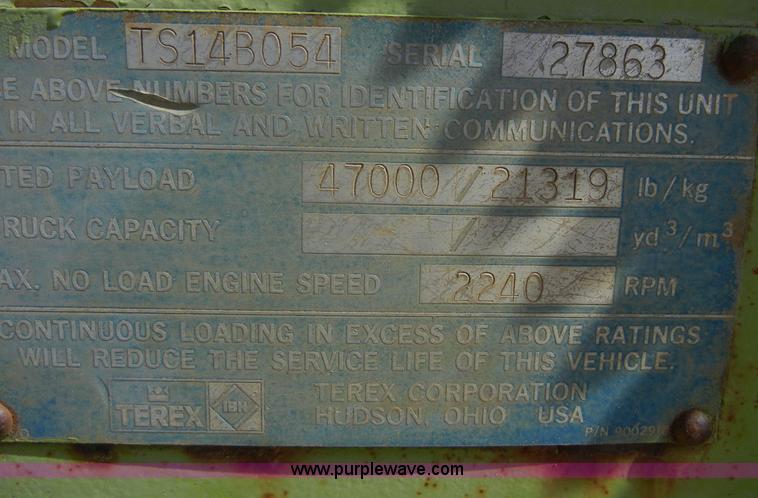 MODEL TS14B054 SERIAL 27863
E ABOVE NUMBERS FOR IDENTIFICATION OF THIS UNIT
IN ALL VERBAL AND WRITTEN COMMUNICATIONS.
TED PAYLOAD 47000 / 21319 lb/kg
RUCK CAPACITY / yd³/m³
AX. NO LOAD ENGINE SPEED 2240 RPM
CONTINUOUS LOADING IN EXCESS OF ABOVE RATINGS
WILL REDUCE THE SERVICE LIFE OF THIS VEHICLE.
TEREX IBH TEREX CORPORATION
HUDSON, OHIO USA
P/N
www.purplewave.com